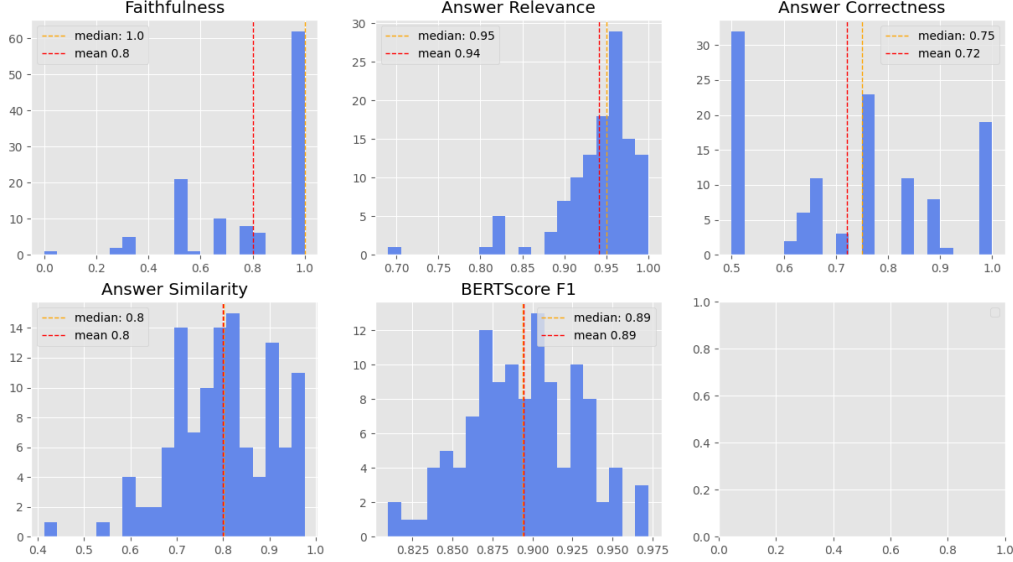 Faithfulness
median: 1.0
mean 0.8
60
50
40
30
20
10
0
0.0 0.2 0.4 0.6 0.8 1.0
Answer Relevance
median: 0.95
mean 0.94
30
25
20
15
10
5
0
0.70 0.75 0.80 0.85 0.90 0.95 1.00
Answer Correctness
median: 0.75
mean 0.72
30
25
20
15
10
5
0
0.5 0.6 0.7 0.8 0.9 1.0
Answer Similarity
median: 0.8
mean 0.8
14
12
10
8
6
4
2
0
0.4 0.5 0.6 0.7 0.8 0.9 1.0
BERTScore F1
median: 0.89
mean 0.89
12
10
8
6
4
2
0
0.825 0.850 0.875 0.900 0.925 0.950 0.975
1.0
0.8
0.6
0.4
0.2
0.0
0.0 0.2 0.4 0.6 0.8 1.0